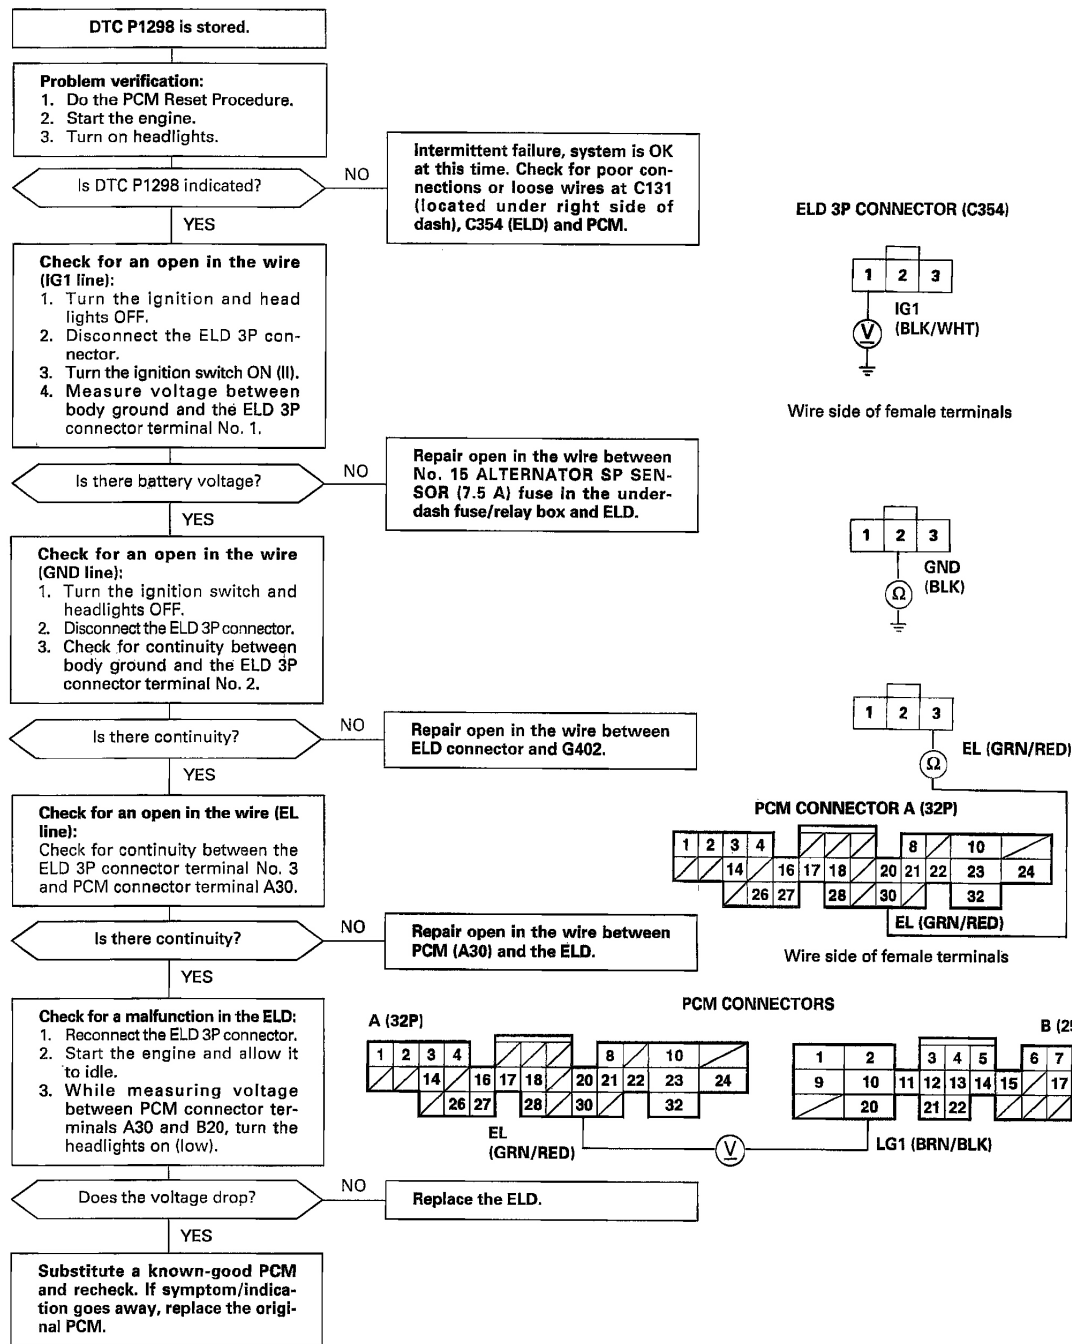 DTC P1298 is stored.
Problem verification:
1. Do the PCM Reset Procedure.
2. Start the engine.
3. Turn on headlights.
Is DTC P1298 indicated?
NO
Intermittent failure, system is OK
at this time. Check for poor con-
nections or loose wires at C131
(located under right side of
dash), C354 (ELD) and PCM.
YES
Check for an open in the wire
(IG1 line):
1. Turn the ignition and head
lights OFF.
2. Disconnect the ELD 3P con-
nector.
3. Turn the ignition switch ON (II).
4. Measure voltage between
body ground and the ELD 3P
connector terminal No. 1.
Is there battery voltage?
NO
Repair open in the wire between
No. 15 ALTERNATOR SP SEN-
SOR (7.5 A) fuse in the under-
dash fuse/relay box and ELD.
YES
Check for an open in the wire
(GND line):
1. Turn the ignition switch and
headlights OFF.
2. Disconnect the ELD 3P connector.
3. Check for continuity between
body ground and the ELD 3P
connector terminal No. 2.
Is there continuity?
NO
Repair open in the wire between
ELD connector and G402.
YES
Check for an open in the wire (EL
line):
Check for continuity between the
ELD 3P connector terminal No. 3
and PCM connector terminal A30.
Is there continuity?
NO
Repair open in the wire between
PCM (A30) and the ELD.
YES
Check for a malfunction in the ELD:
1. Reconnect the ELD 3P connector.
2. Start the engine and allow it
to idle.
3. While measuring voltage
between PCM connector ter-
minals A30 and B20, turn the
headlights on (low).
Does the voltage drop?
NO
Replace the ELD.
YES
Substitute a known-good PCM
and recheck. If symptom/indica-
tion goes away, replace the origi-
nal PCM.
ELD 3P CONNECTOR (C354)
1 2 3
IG1
(BLK/WHT)
V
Wire side of female terminals
1 2 3
GND
(BLK)
Ω
1 2 3
EL (GRN/RED)
Ω
PCM CONNECTOR A (32P)
1 2 3 4 8 10
14 16 17 18 20 21 22 23 24
26 27 28 30 32
EL (GRN/RED)
Wire side of female terminals
PCM CONNECTORS
A (32P)
1 2 3 4 8 10
14 16 17 18 20 21 22 23 24
26 27 28 30 32
EL
(GRN/RED)
V
B (25
1 2 3 4 5 6 7
9 10 11 12 13 14 15 17
20 21 22
LG1 (BRN/BLK)